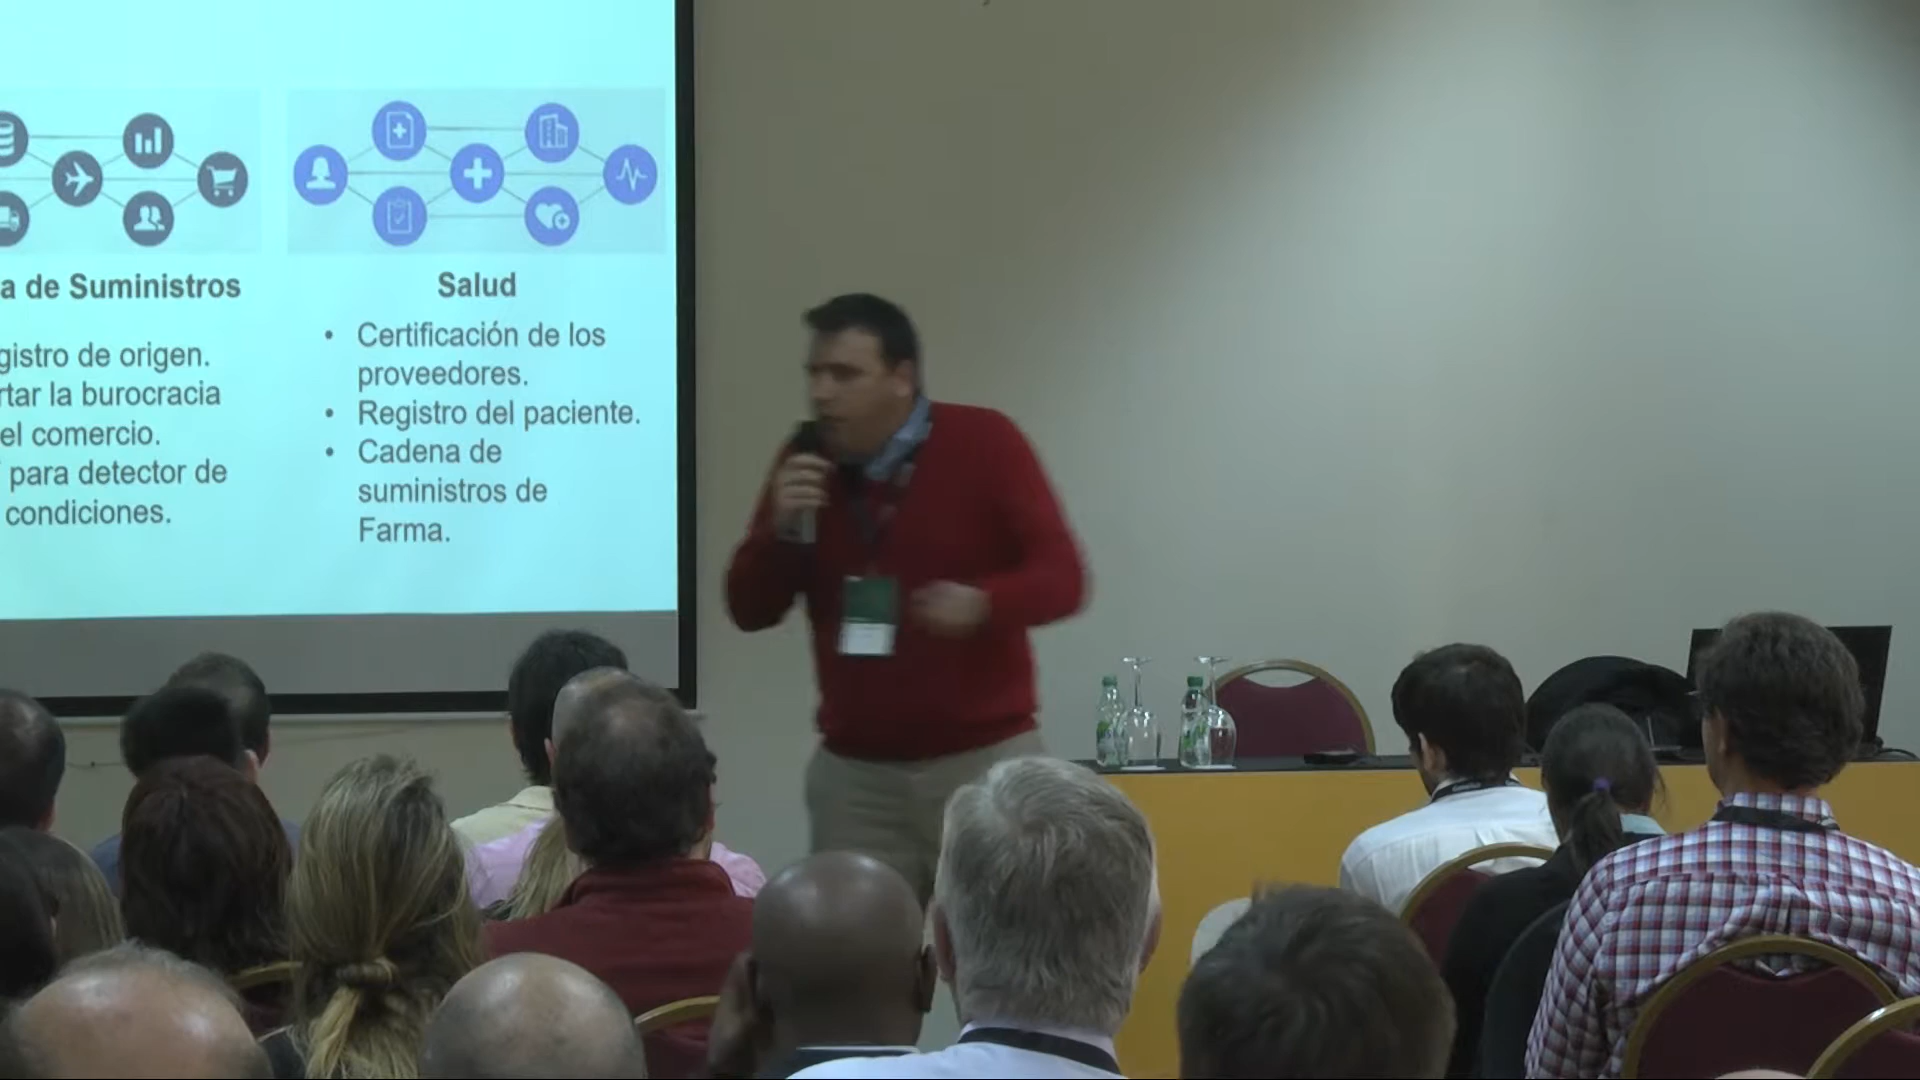 a de Suministros
gistro de origen.
rtar la burocracia
el comercio.
para detector de
condiciones.
Salud
• Certificación de los
proveedores.
• Registro del paciente.
• Cadena de
suministros de
Farma.